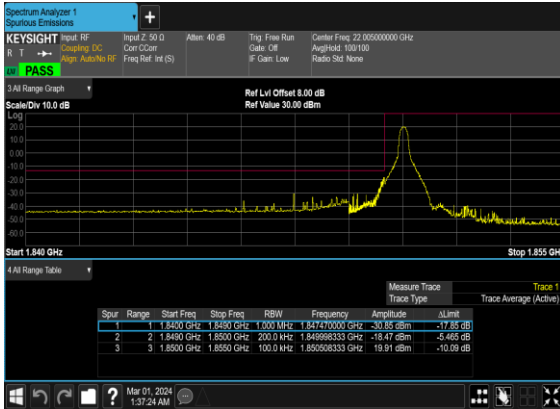 Spectrum Analyzer 1
Spurious Emissions
+
KEYSIGHT
R T
LXI
PASS
Input: RF
Coupling: DC
Align: Auto/No RF
Input Z: 50 Ω
Corr CCorr
Freq Ref: Int (S)
Atten: 40 dB
Trig: Free Run
Gate: Off
IF Gain: Low
Center Freq: 22.005000000 GHz
Avg|Hold: 100/100
Radio Std: None
3 All Range Graph
Scale/Div 10.0 dB
Ref Lvl Offset 8.00 dB
Ref Value 30.00 dBm
Log
20.0
10.0
0.00
-10.0
-20.0
-30.0
-40.0
-50.0
-60.0
Start 1.840 GHz
Stop 1.855 GH
4 All Range Table
Measure Trace Trace 1
Trace Type Trace Average (Active)
Spur Range Start Freq Stop Freq RBW Frequency Amplitude ΔLimit
1 1 1.8400 GHz 1.8490 GHz 1.000 MHz 1.847470000 GHz -30.85 dBm -17.85 dB
2 2 1.8490 GHz 1.8500 GHz 200.0 kHz 1.849998333 GHz -18.47 dBm -5.465 dB
3 3 1.8500 GHz 1.8550 GHz 100.0 kHz 1.850508333 GHz 19.91 dBm -10.09 dB
?
Mar 01, 2024
1:37:24 AM